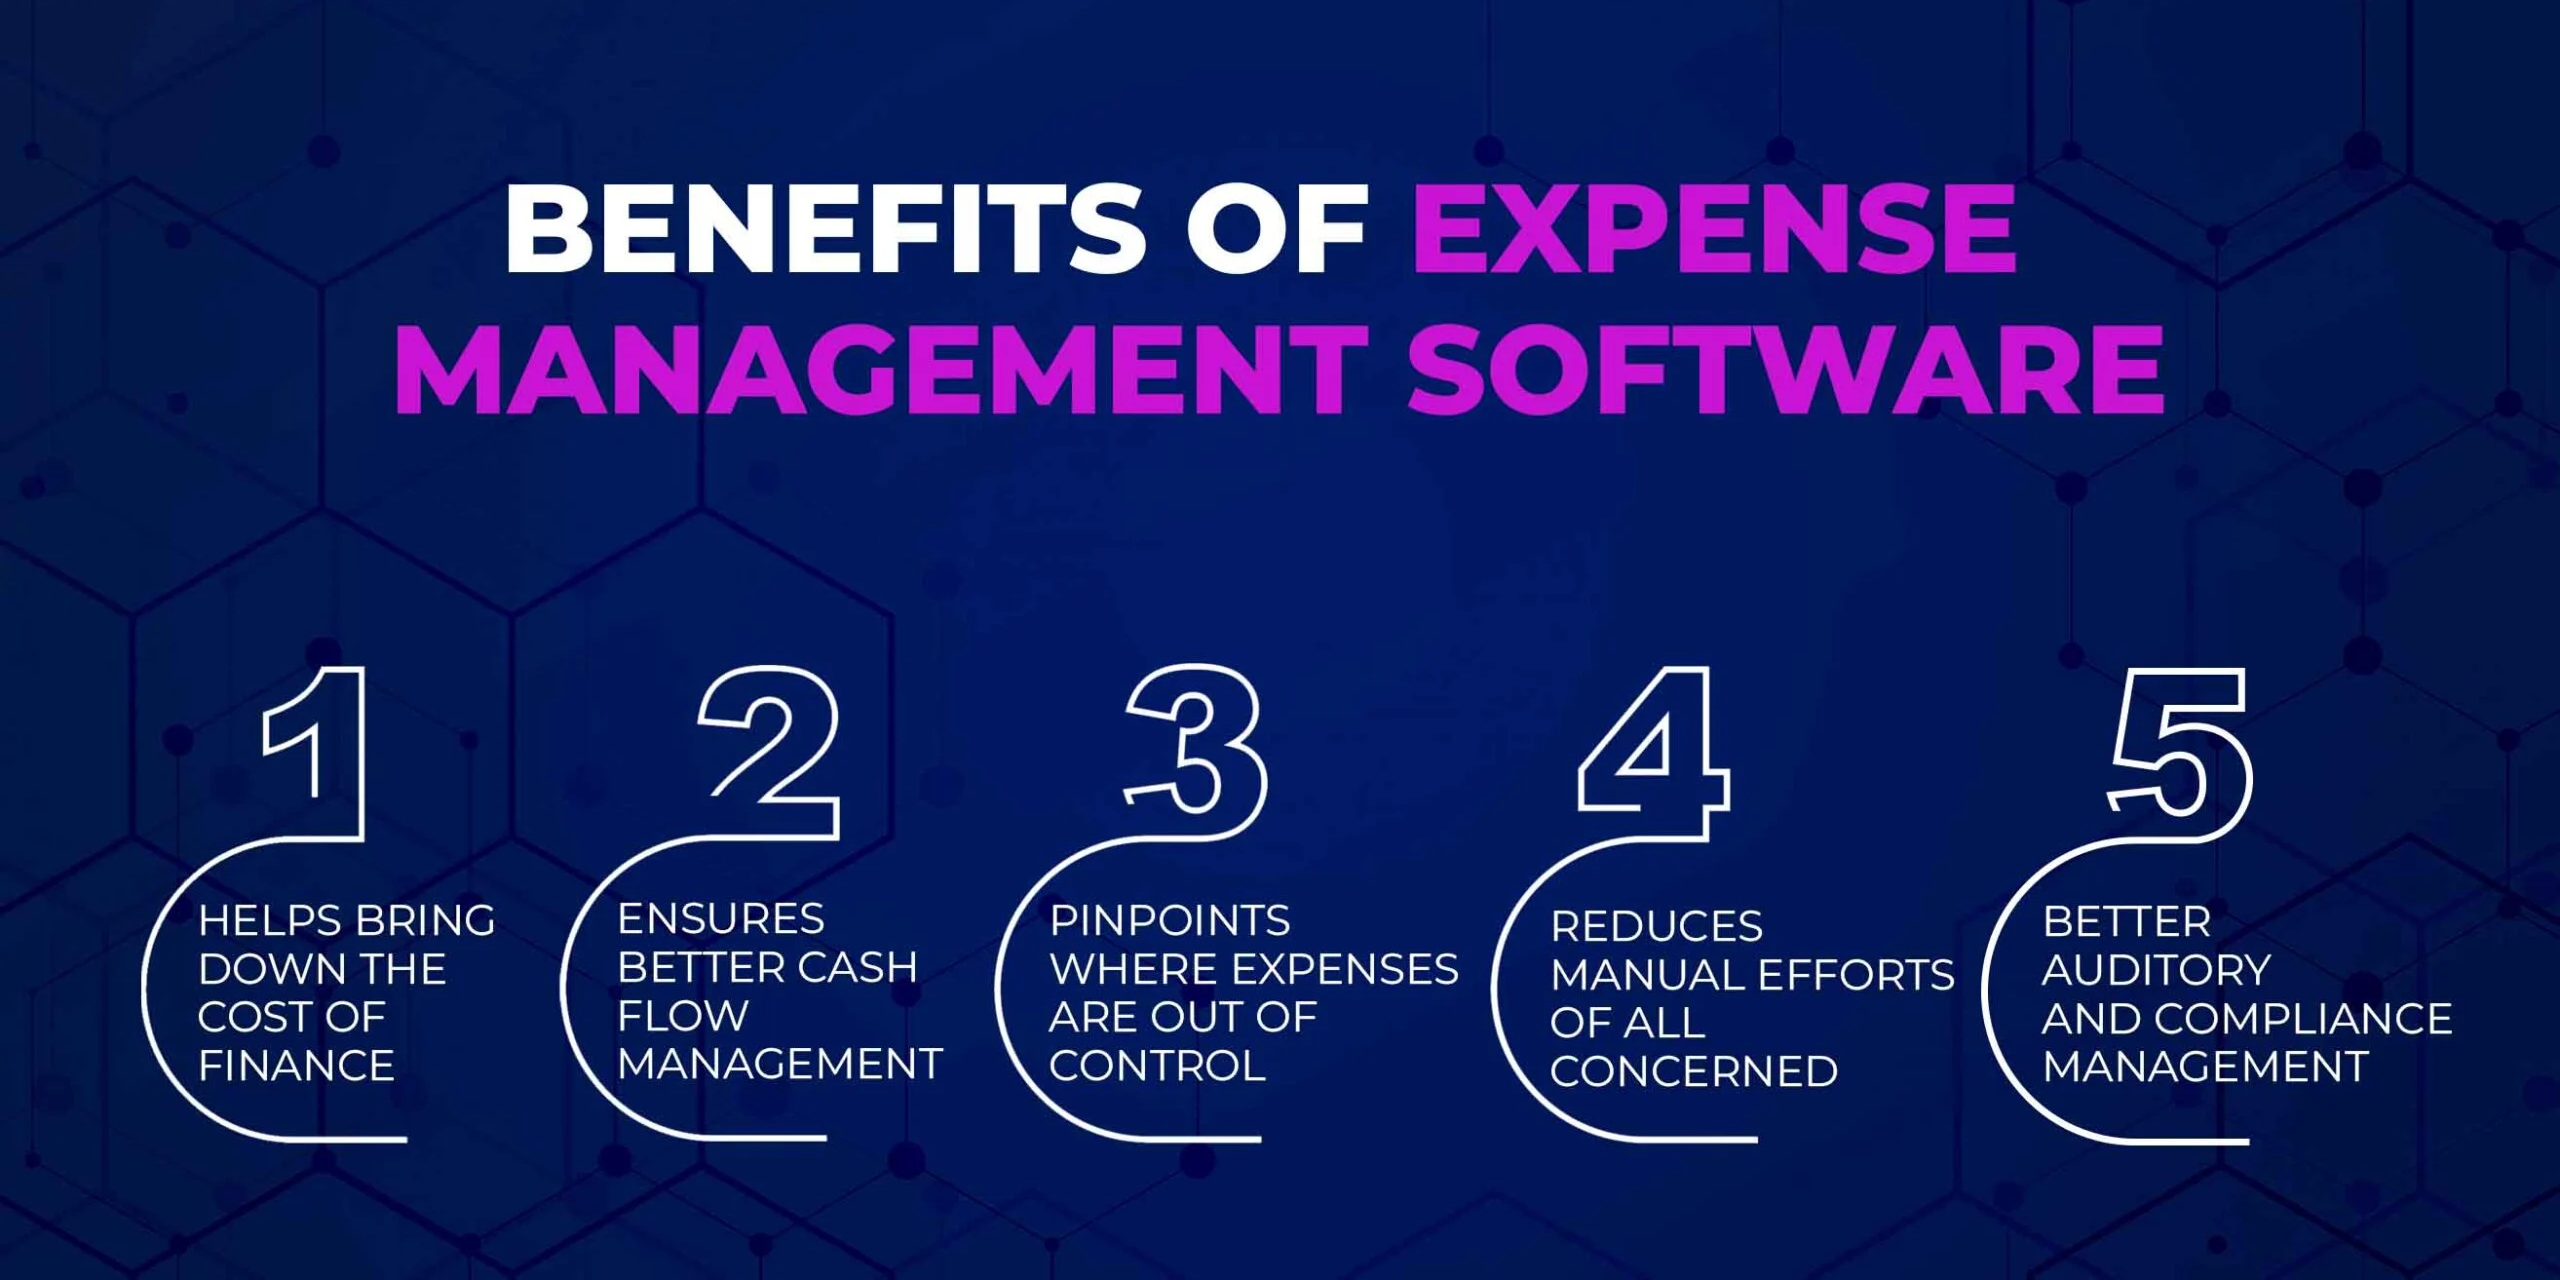 BENEFITS OF EXPENSE
MANAGEMENT SOFTWARE
1
HELPS BRING
DOWN THE
COST OF
FINANCE
2
ENSURES
BETTER CASH
FLOW
MANAGEMENT
3
PINPOINTS
WHERE EXPENSES
ARE OUT OF
CONTROL
4
REDUCES
MANUAL EFFORTS
OF ALL
CONCERNED
5
BETTER
AUDITORY
AND COMPLIANCE
MANAGEMENT